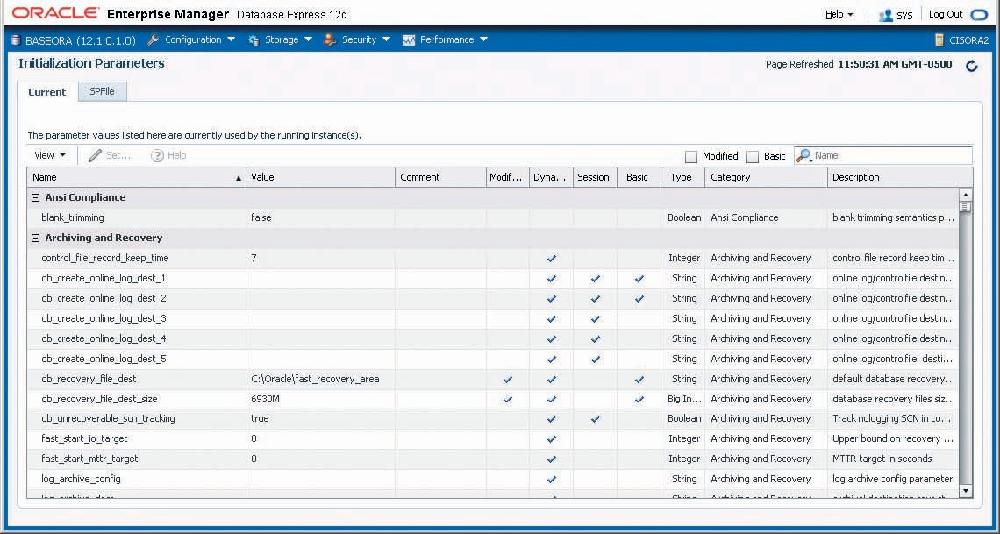 ORACLE Enterprise Manager Database Express 12c Help SYS Log Out
BASEORA (12.1.0.1.0) Configuration Storage Security Performance CISORA2
Initialization Parameters Page Refreshed 11:50:31 AM GMT-0500
Current SPFile
The parameter values listed here are currently used by the running instance(s).
View Set... Help Modified Basic Name
Name Value Comment Modif... Dyna... Session Basic Type Category Description
Ansi Compliance
blank_trimming false Boolean Ansi Compliance blank trimming semantics p...
Archiving and Recovery
control_file_record_keep_time 7 Integer Archiving and Recovery control file record keep tim...
db_create_online_log_dest_1 String Archiving and Recovery online log/controlfile destin...
db_create_online_log_dest_2 String Archiving and Recovery online log/controlfile destin...
db_create_online_log_dest_3 String Archiving and Recovery online log/controlfile destin...
db_create_online_log_dest_4 String Archiving and Recovery online log/controlfile destin...
db_create_online_log_dest_5 String Archiving and Recovery online log/controlfile desti...
db_recovery_file_dest C:\Oracle\fast_recovery_area String Archiving and Recovery default database recovery...
db_recovery_file_dest_size 6930M Big In... Archiving and Recovery database recovery files siz...
db_unrecoverable_scn_tracking true Boolean Archiving and Recovery Track nologging SCN in co...
fast_start_io_target 0 Integer Archiving and Recovery Upper bound on recovery ...
fast_start_mttr_target 0 Integer Archiving and Recovery MTTR target in seconds
log_archive_config String Archiving and Recovery log archive config parameter